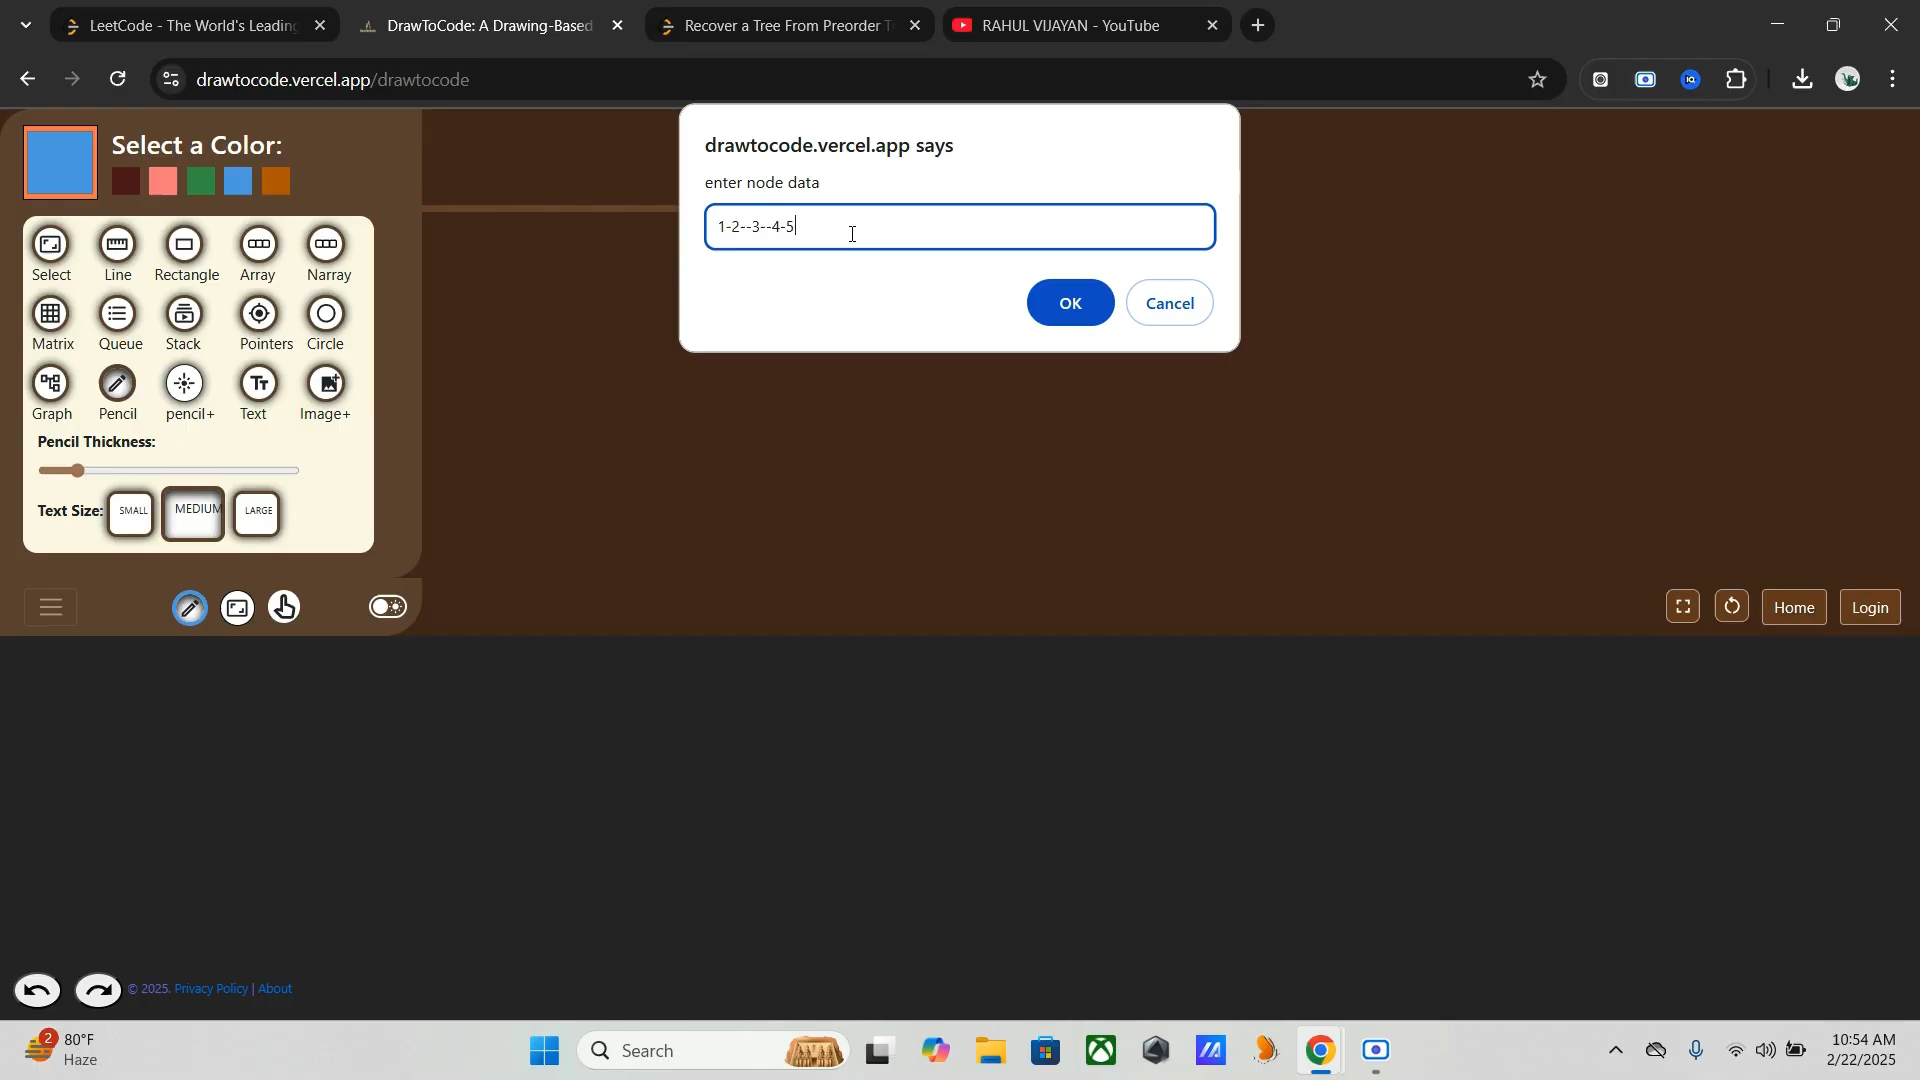 LeetCode - The World's Leading
DrawToCode: A Drawing-Based
Recover a Tree From Preorder T
RAHUL VIJAYAN - YouTube
drawtocode.vercel.app/drawtocode
Select a Color:
drawtocode.vercel.app says
enter node data
1-2--3--4-5
OK
Cancel
Select
Line
Rectangle
Array
Narray
Matrix
Queue
Stack
Pointers
Circle
Graph
Pencil
pencil+
Text
Image+
Pencil Thickness:
Text Size:
SMALL
MEDIUM
LARGE
Home
Login
© 2025. Privacy Policy | About
2
80°F
Haze
Search
10:54 AM
2/22/2025